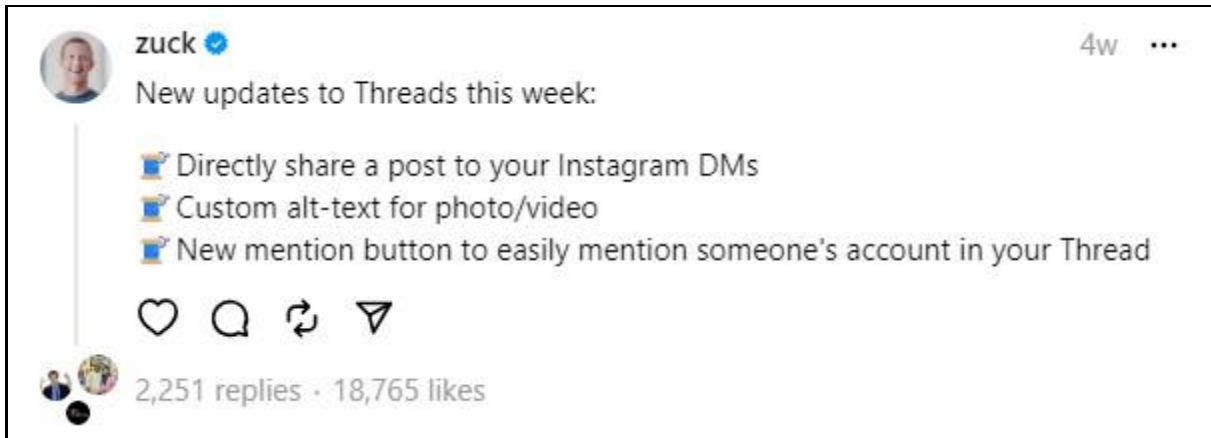 zuck
4w
New updates to Threads this week:
🧵 Directly share a post to your Instagram DMs
🧵 Custom alt-text for photo/video
🧵 New mention button to easily mention someone's account in your Thread
2,251 replies · 18,765 likes